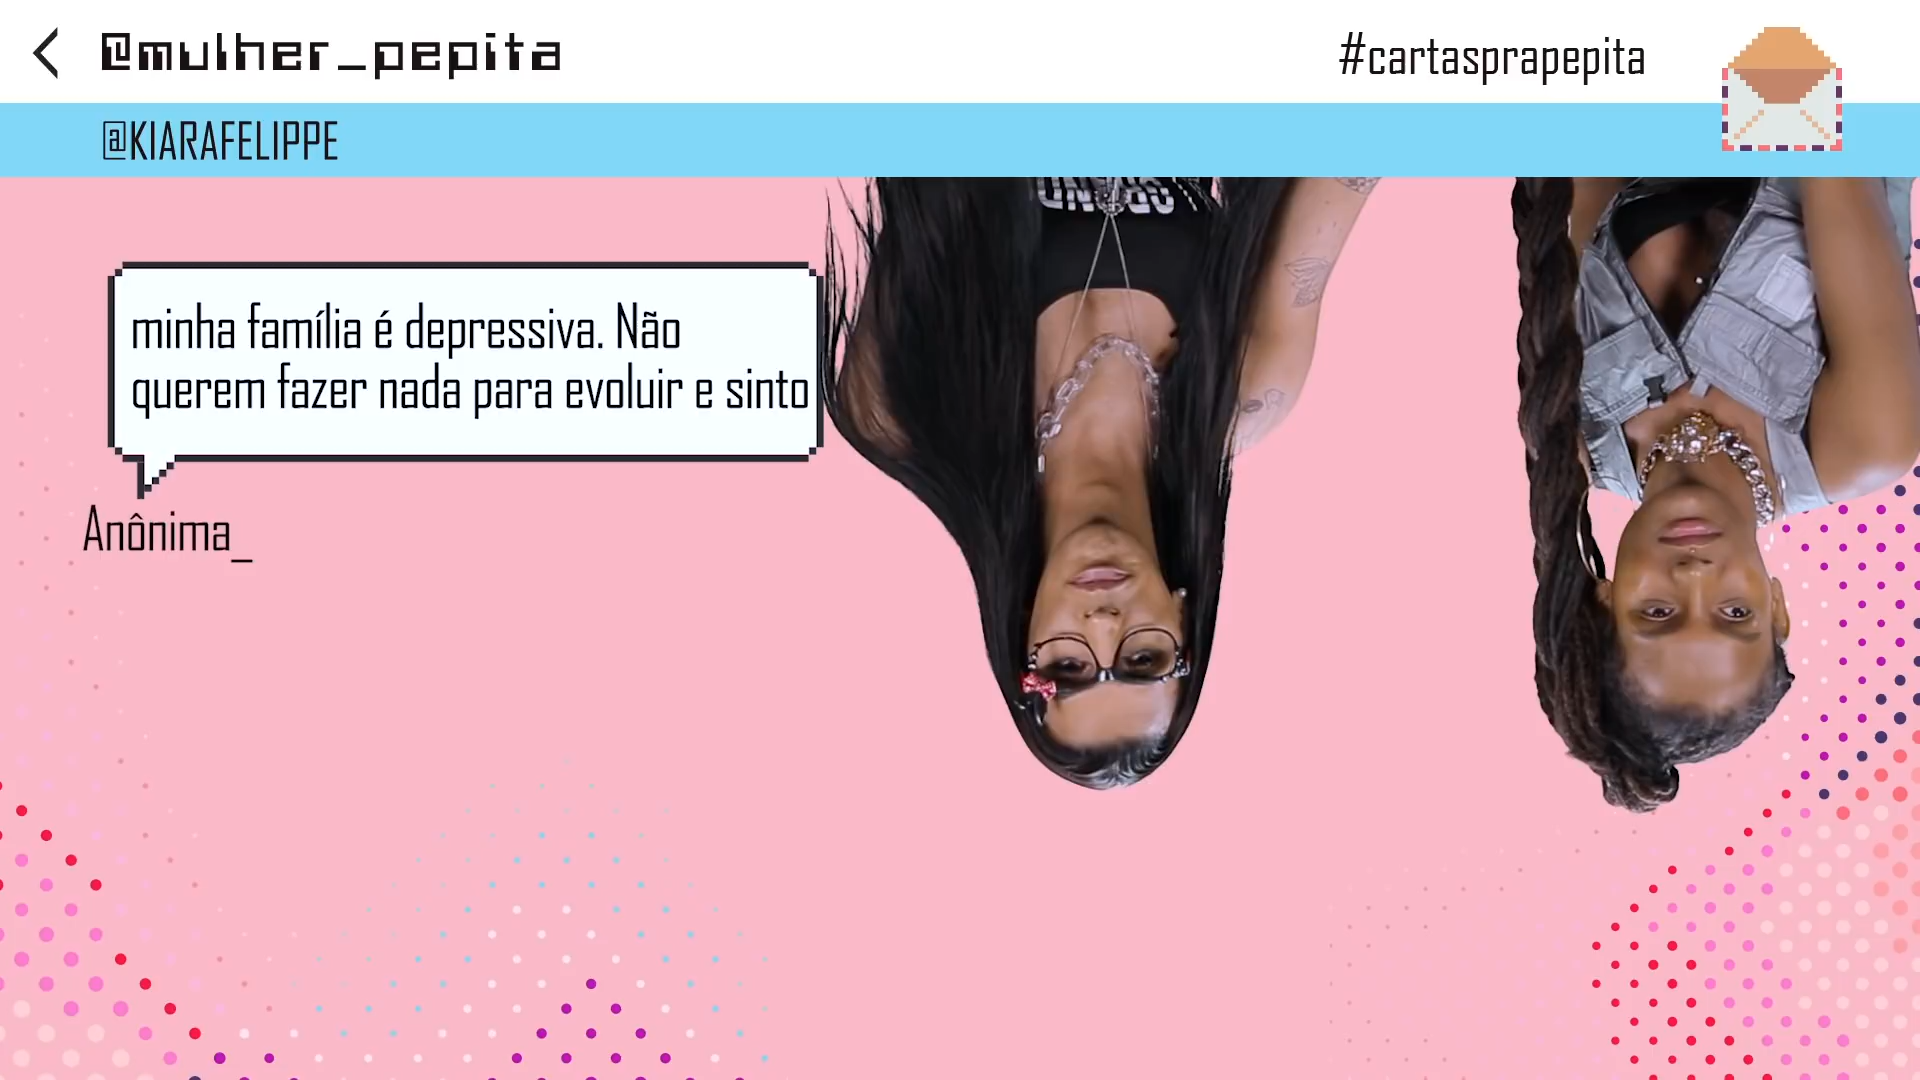 @mulher_pepita
#cartasprapepita
@KIARAFELIPPE
minha família é depressiva. Não
querem fazer nada para evoluir e sinto
Anônima_